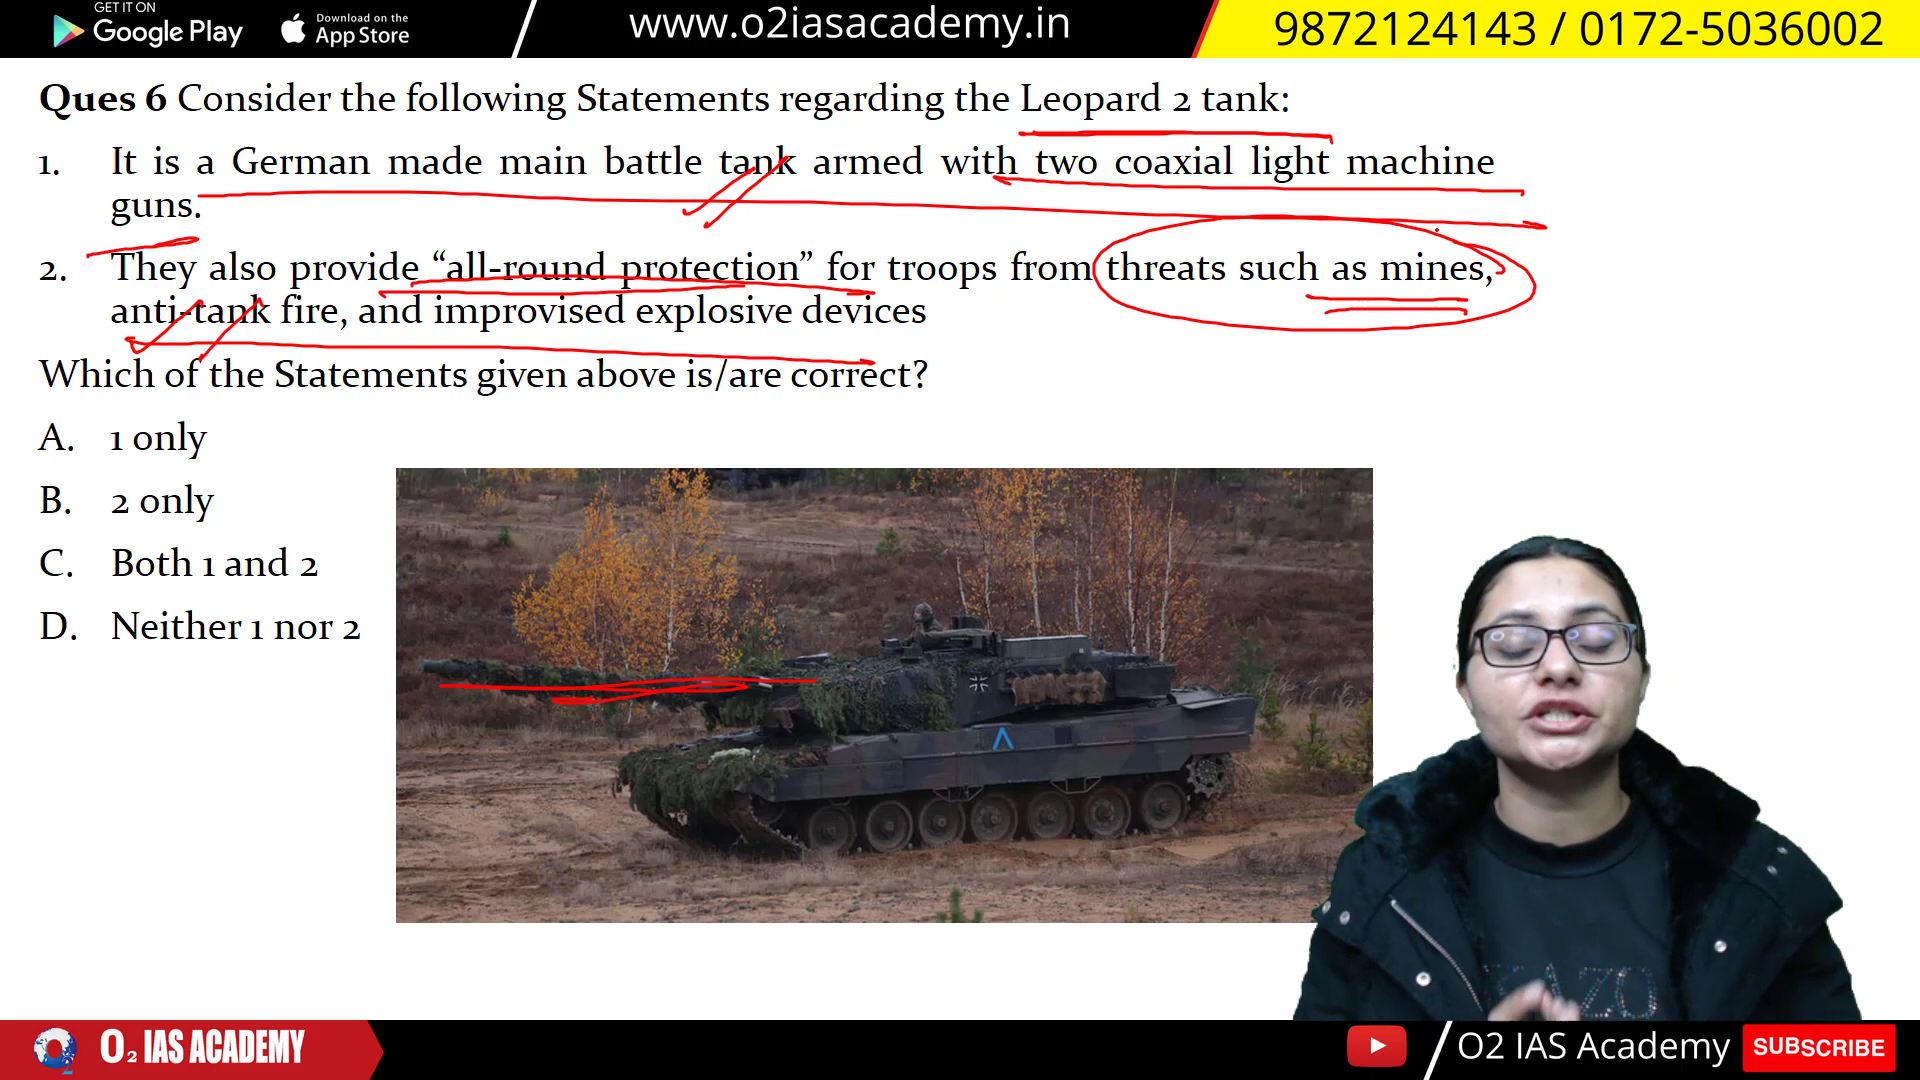 GET IT ON
Google Play
Download on the
App Store
www.o2iasacademy.in
9872124143 / 0172-5036002
Ques 6 Consider the following Statements regarding the Leopard 2 tank:
1. It is a German made main battle tank armed with two coaxial light machine
guns.
2. They also provide “all-round protection” for troops from threats such as mines,
anti-tank fire, and improvised explosive devices
Which of the Statements given above is/are correct?
A. 1 only
B. 2 only
C. Both 1 and 2
D. Neither 1 nor 2
O2 IAS ACADEMY
O2 IAS Academy
SUBSCRIBE